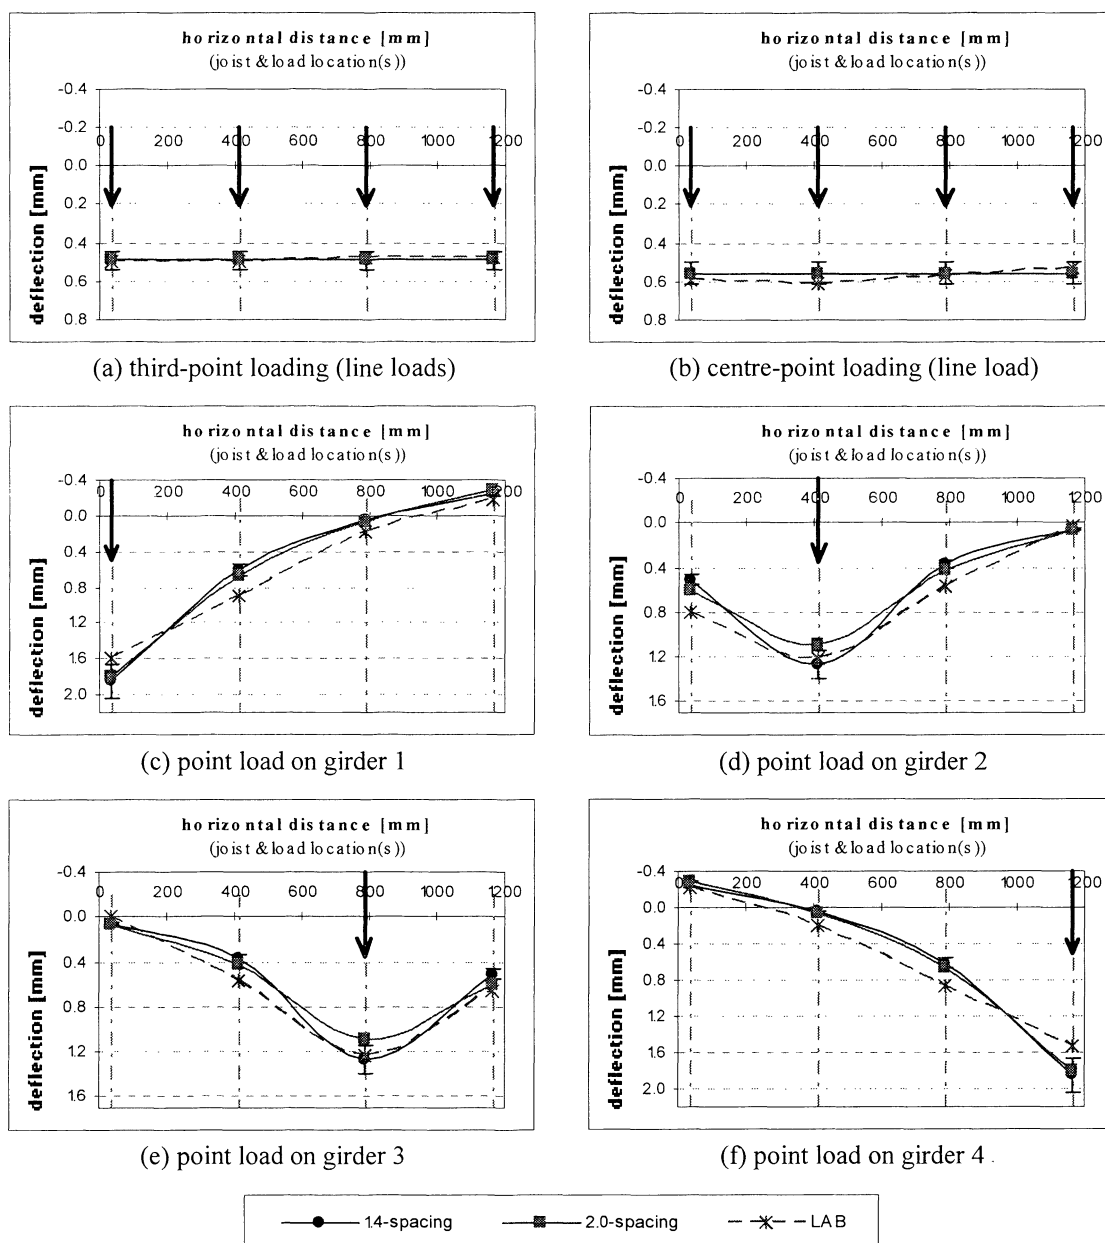 horizontal distance [mm]
(joist & load location(s))
-0.4
0 200 400 600 800 1000 1200
-0.2
0.0
0.2
0.4
0.6
0.8
deflection [mm]
(a) third-point loading (line loads)
horizontal distance [mm]
(joist & load location(s))
-0.4
0 200 400 600 800 1000 1200
-0.2
0.0
0.2
0.4
0.6
0.8
deflection [mm]
(b) centre-point loading (line load)
horizontal distance [mm]
(joist & load location(s))
-0.4
0 200 400 600 800 1000 1200
0.0
0.4
0.8
1.2
1.6
2.0
deflection [mm]
(c) point load on girder 1
horizontal distance [mm]
(joist & load location(s))
-0.4
0 200 400 600 800 1000 1200
0.0
0.4
0.8
1.2
1.6
deflection [mm]
(d) point load on girder 2
horizontal distance [mm]
(joist & load location(s))
-0.4
0 200 400 600 800 1000 1200
0.0
0.4
0.8
1.2
1.6
deflection [mm]
(e) point load on girder 3
horizontal distance [mm]
(joist & load location(s))
-0.4
0 200 400 600 800 1000 1200
0.0
0.4
0.8
1.2
1.6
2.0
deflection [mm]
(f) point load on girder 4
1.4-spacing 2.0-spacing LAB